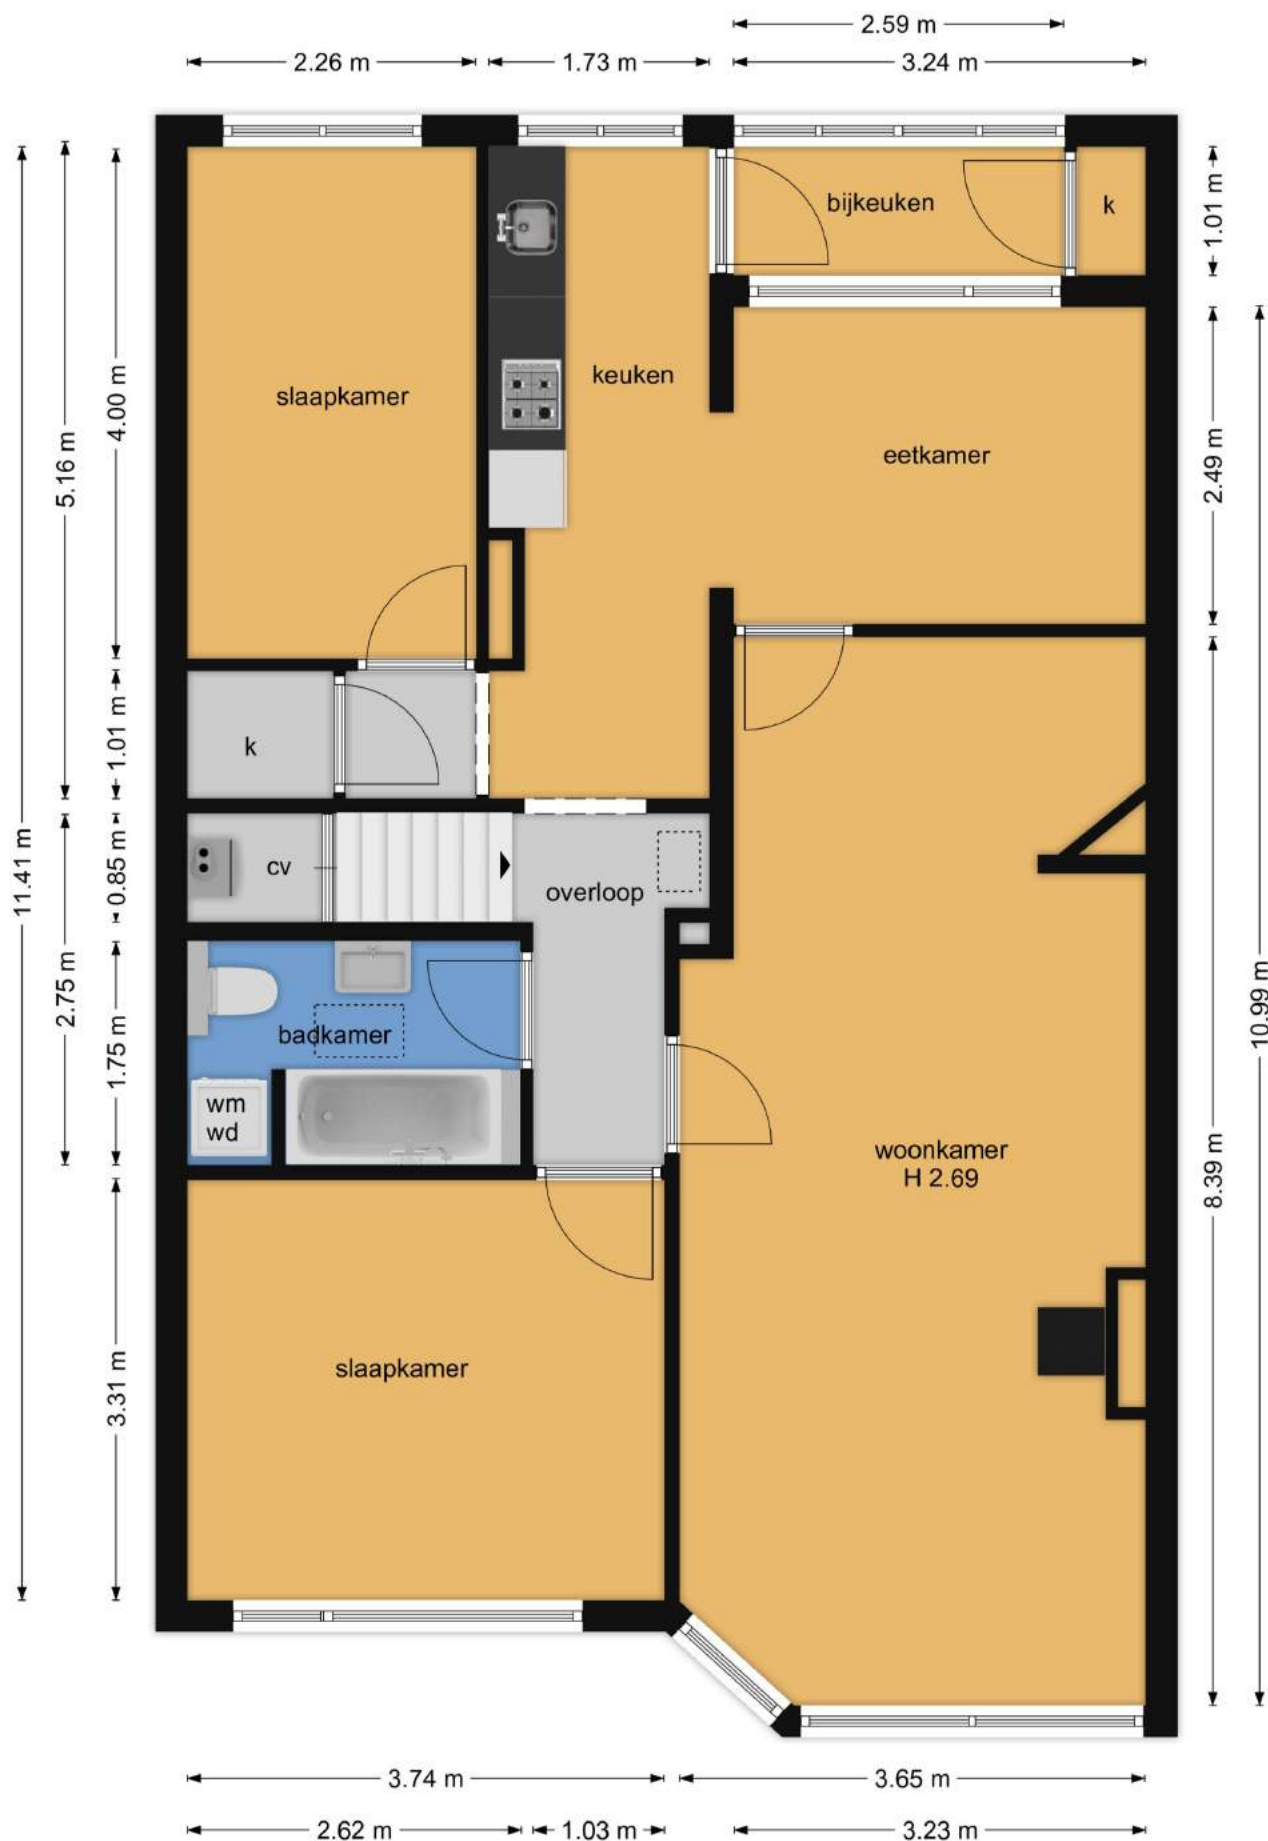 2.59 m
2.26 m
1.73 m
3.24 m
bijkeuken
k
1.01 m
keuken
slaapkamer
4.00 m
eetkamer
5.16 m
2.49 m
k
1.01 m
11.41 m
0.85 m
cv
overloop
2.75 m
badkamer
1.75 m
10.99 m
wm
wd
woonkamer
H 2.69
8.39 m
slaapkamer
3.31 m
3.74 m
3.65 m
2.62 m
1.03 m
3.23 m